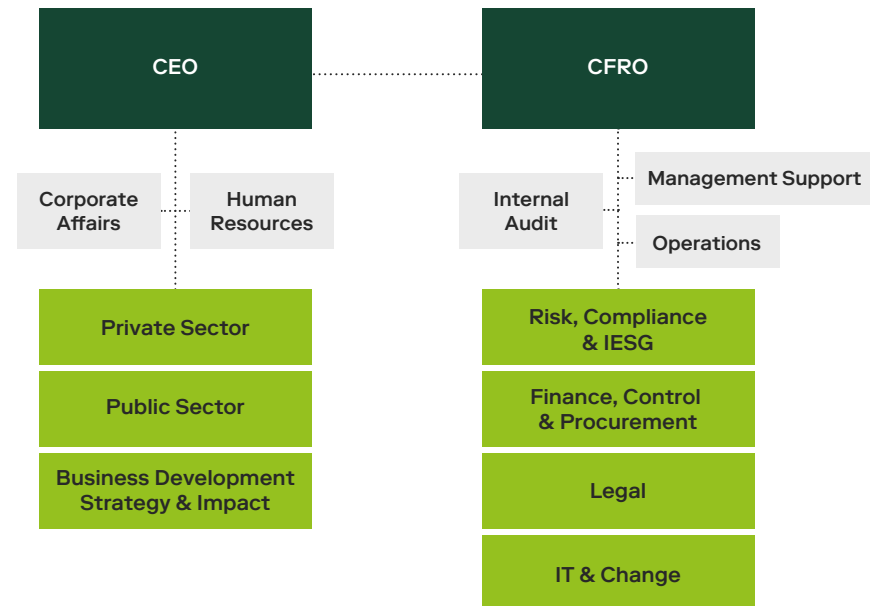 CEO
CFRO
Corporate
Affairs
Human
Resources
Internal
Audit
Management Support
Operations
Private Sector
Public Sector
Business Development
Strategy & Impact
Risk, Compliance
& IESG
Finance, Control
& Procurement
Legal
IT & Change